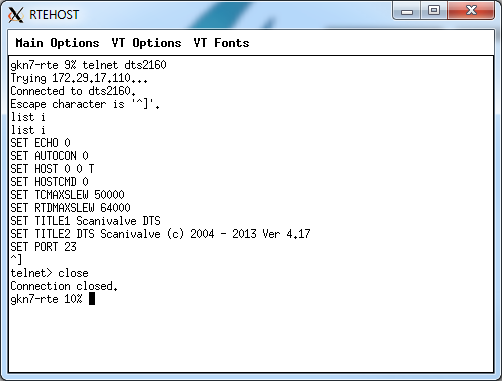 RTEHOST
Main Options VT Options VT Fonts
gkn7-rte 9% telnet dts2160
Trying 172.29.17.110...
Connected to dts2160.
Escape character is '^]'.
list i
list i
SET ECHO 0
SET AUTOCON 0
SET HOST 0 0 T
SET HOSTCMD 0
SET TCMAXSLEW 50000
SET RTDMAXSLEW 64000
SET TITLE1 Scanivalve DTS
SET TITLE2 DTS Scanivalve (c) 2004 - 2013 Ver 4.17
SET PORT 23
^]
telnet> close
Connection closed.
gkn7-rte 10%